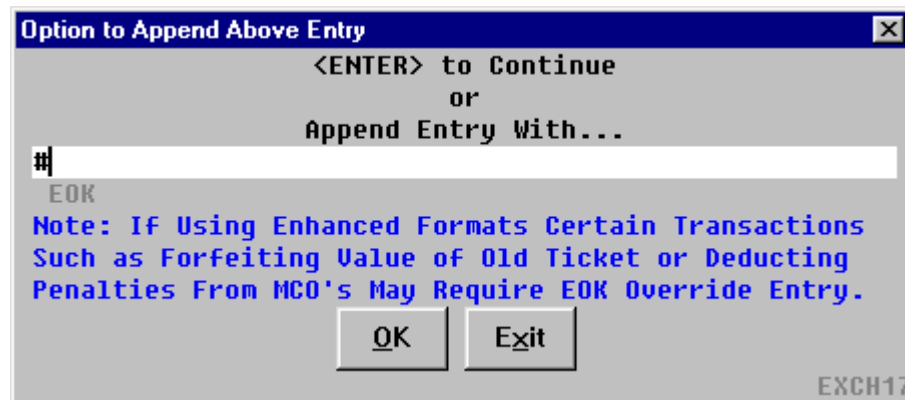 Option to Append Above Entry
<ENTER> to Continue
or
Append Entry With...
#
EOK
Note: If Using Enhanced Formats Certain Transactions
Such as Forfeiting Value of Old Ticket or Deducting
Penalties From MCO's May Require EOK Override Entry.
OK Exit
EXCH17